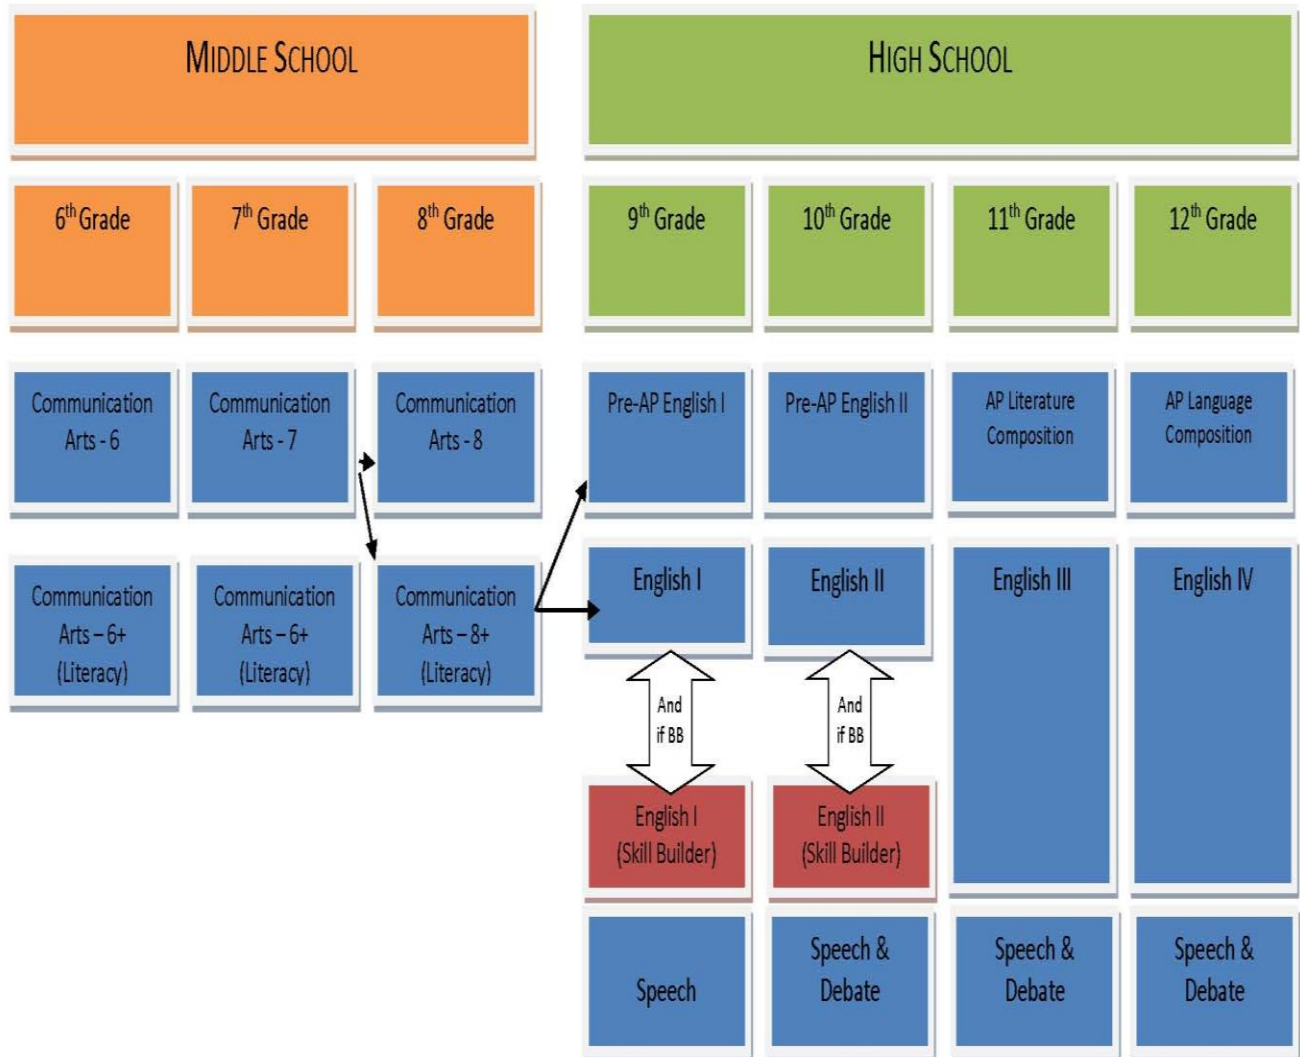 MIDDLE SCHOOL
HIGH SCHOOL
6th Grade
7th Grade
8th Grade
9th Grade
10th Grade
11th Grade
12th Grade
Communication
Arts - 6
Communication
Arts - 7
Communication
Arts - 8
Pre-AP English I
Pre-AP English II
AP Literature
Composition
AP Language
Composition
Communication
Arts – 6+
(Literacy)
Communication
Arts – 6+
(Literacy)
Communication
Arts – 8+
(Literacy)
English I
English II
English III
English IV
And
if BB
And
if BB
English I
(Skill Builder)
English II
(Skill Builder)
Speech
Speech &
Debate
Speech &
Debate
Speech &
Debate